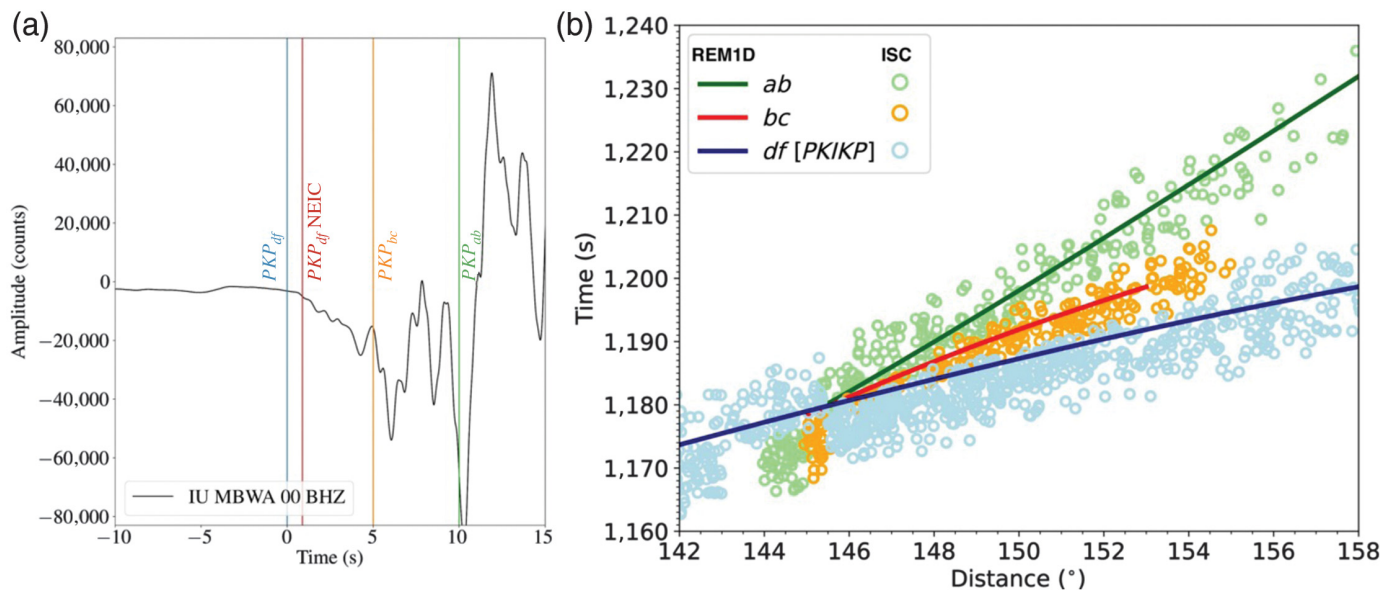 (a)
80,000
60,000
40,000
20,000
0
−20,000
−40,000
−60,000
−80,000
Amplitude (counts)
PKPdf
PKPdf NEIC
PKPbc
PKPab
IU MBWA 00 BHZ
−10 −5 0 5 10 15
Time (s)
(b)
1,240
1,230
1,220
1,210
1,200
1,190
1,180
1,170
1,160
Time (s)
REM1D ISC
ab
bc
df [PKIKP]
142 144 146 148 150 152 154 156 158
Distance (°)